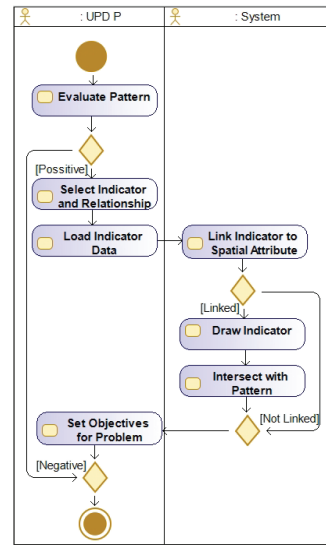 : UPD P
: System
Evaluate Pattern
[Possitive]
Select Indicator
and Relationship
Load Indicator
Data
Link Indicator to
Spatial Attribute
[Linked]
Draw Indicator
Intersect with
Pattern
[Not Linked]
Set Objectives
for Problem
[Negative]